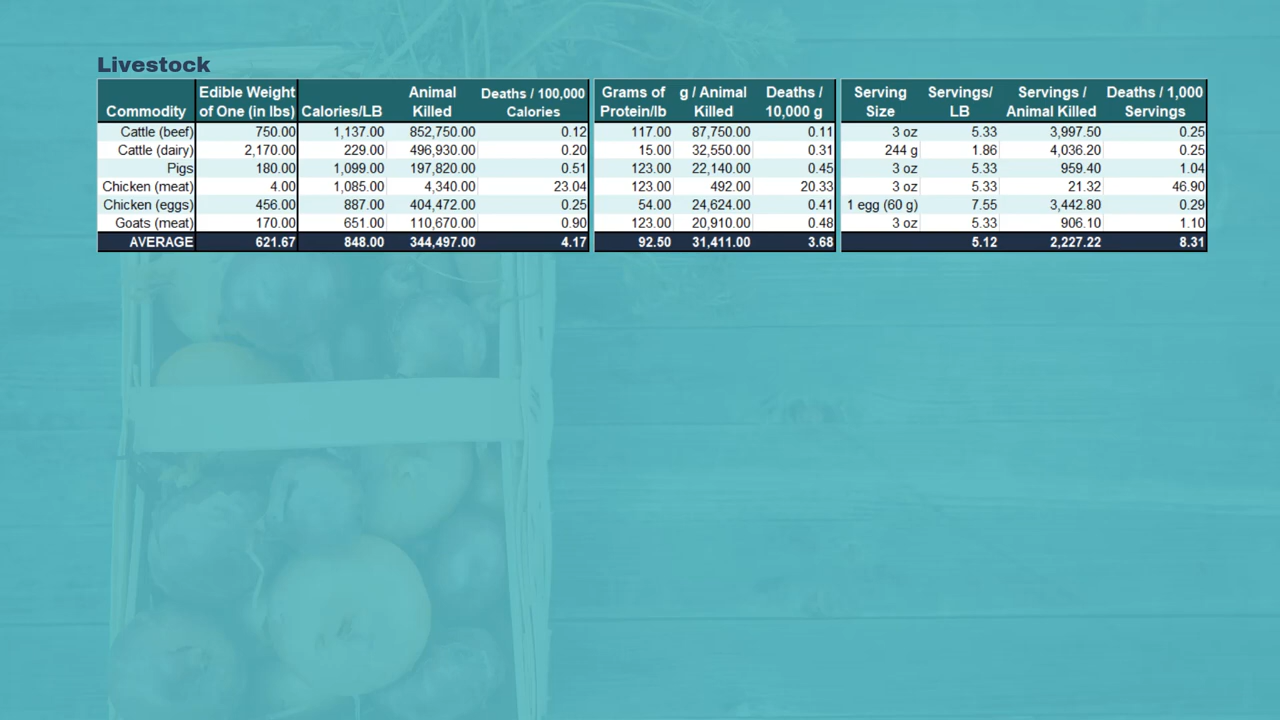 Livestock
Commodity Edible Weight of One (in lbs) Calories/LB Animal Killed Deaths / 100,000 Calories Grams of Protein/lb g / Animal Killed Deaths / 10,000 g Serving Size Servings/ LB Servings / Animal Killed Deaths / 1,000 Servings
Cattle (beef) 750.00 1,137.00 852,750.00 0.12 117.00 87,750.00 0.11 3 oz 5.33 3,997.50 0.25
Cattle (dairy) 2,170.00 229.00 496,930.00 0.20 15.00 32,550.00 0.31 244 g 1.86 4,036.20 0.25
Pigs 180.00 1,099.00 197,820.00 0.51 123.00 22,140.00 0.45 3 oz 5.33 959.40 1.04
Chicken (meat) 4.00 1,085.00 4,340.00 23.04 123.00 492.00 20.33 3 oz 5.33 21.32 46.90
Chicken (eggs) 456.00 887.00 404,472.00 0.25 54.00 24,624.00 0.41 1 egg (60 g) 7.55 3,442.80 0.29
Goats (meat) 170.00 651.00 110,670.00 0.90 123.00 20,910.00 0.48 3 oz 5.33 906.10 1.10
AVERAGE 621.67 848.00 344,497.00 4.17 92.50 31,411.00 3.68 5.12 2,227.22 8.31